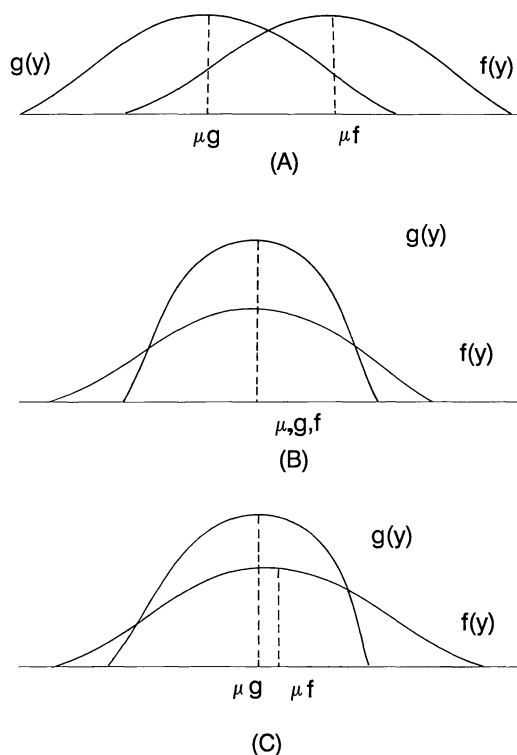 g(y) f(y)
μg μf
(A)
g(y)
f(y)
μ,g,f
(B)
g(y)
f(y)
μg μf
(C)